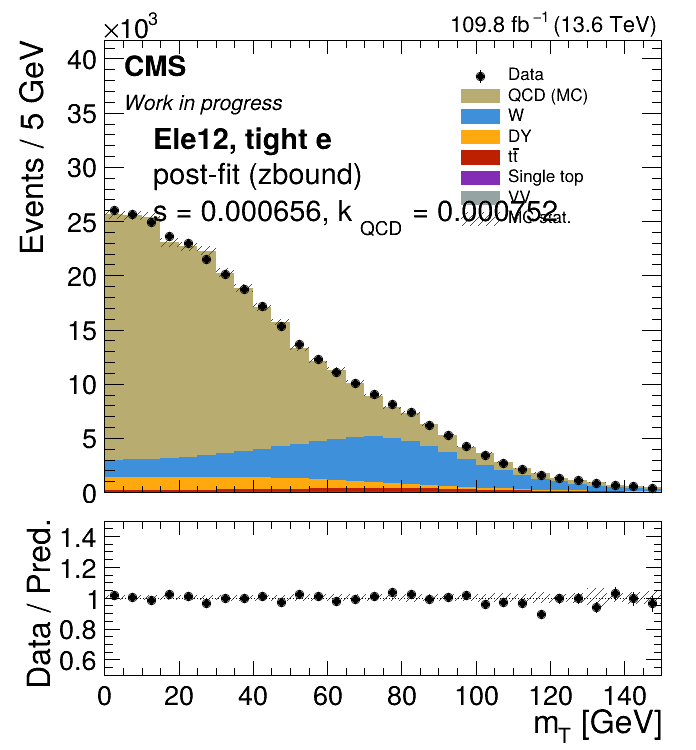 ×10³
109.8 fb⁻¹ (13.6 TeV)
Events / 5 GeV
CMS
Work in progress
Ele12, tight e
post-fit (zbound)
s = 0.000656, k_QCD = 0.000752
Data
QCD (MC)
W
DY
tt̄
Single top
VV
MC stat.
40
35
30
25
20
15
10
5
0
Data / Pred.
1.4
1.2
1
0.8
0.6
0 20 40 60 80 100 120 140
m_T [GeV]